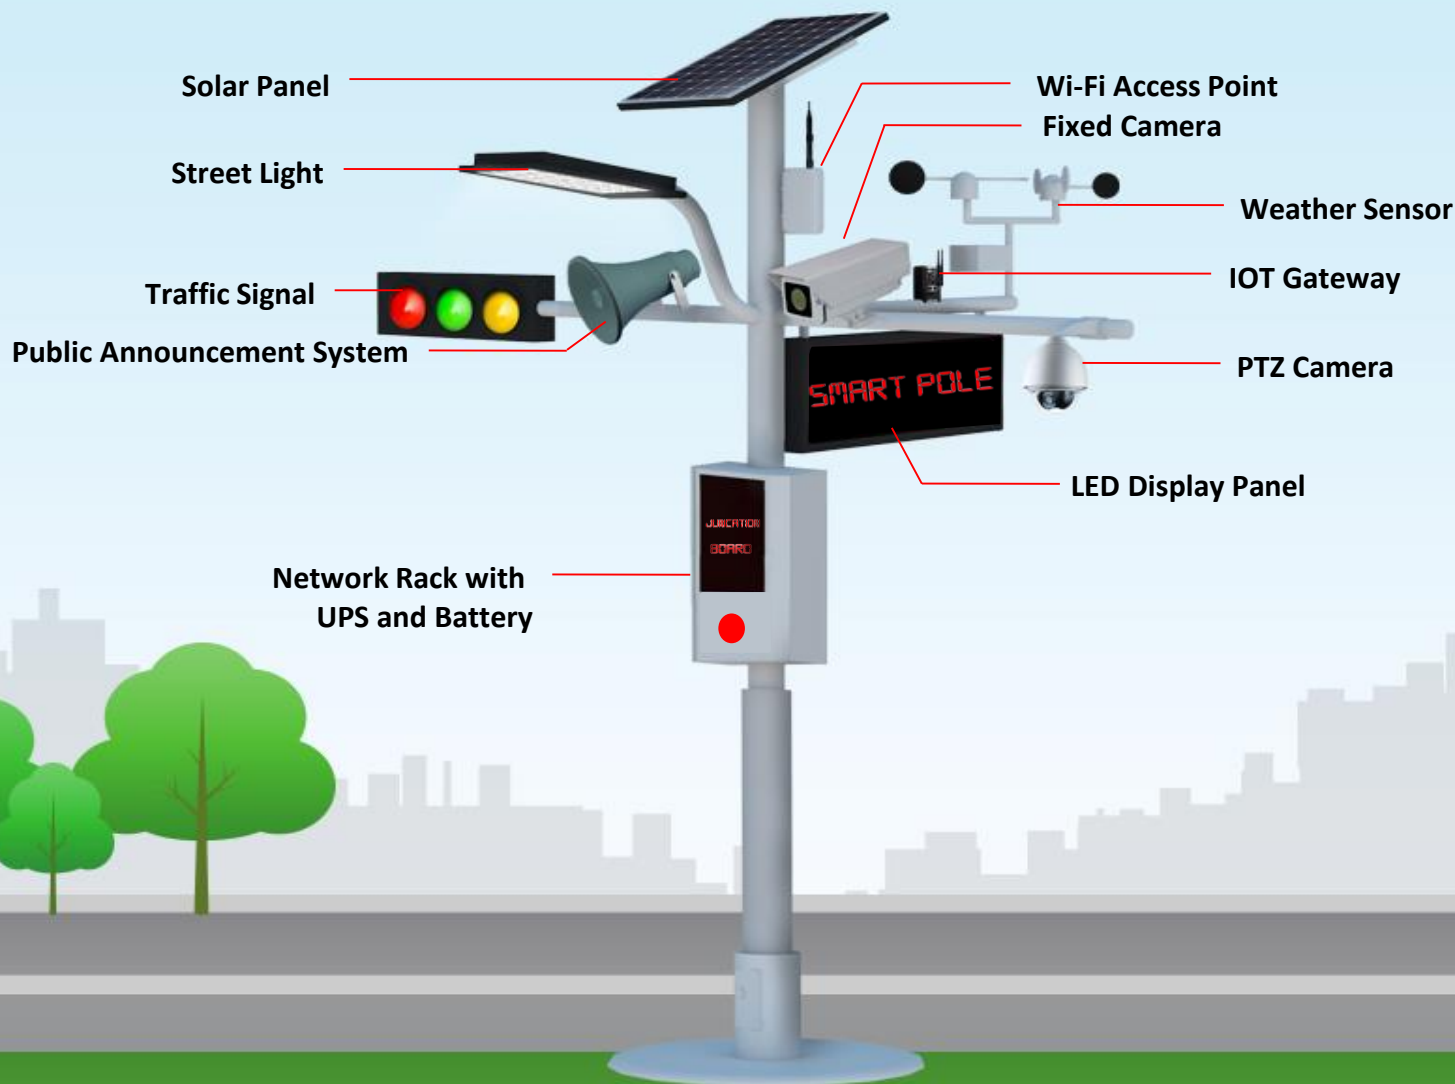 Solar Panel
Wi-Fi Access Point
Fixed Camera
Street Light
Weather Sensor
Traffic Signal
IOT Gateway
Public Announcement System
PTZ Camera
SMART POLE
LED Display Panel
JUNCATION
BOARD
Network Rack with
UPS and Battery